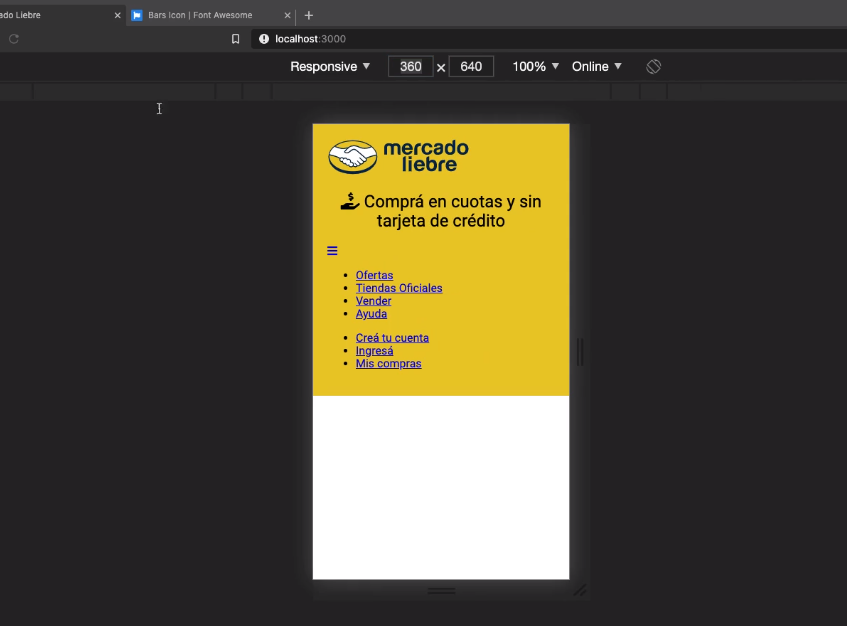 ado Liebre
Bars Icon | Font Awesome
localhost:3000
Responsive
360 × 640
100%
Online
mercado
liebre
Comprá en cuotas y sin
tarjeta de crédito
Ofertas
Tiendas Oficiales
Vender
Ayuda
Creá tu cuenta
Ingresá
Mis compras